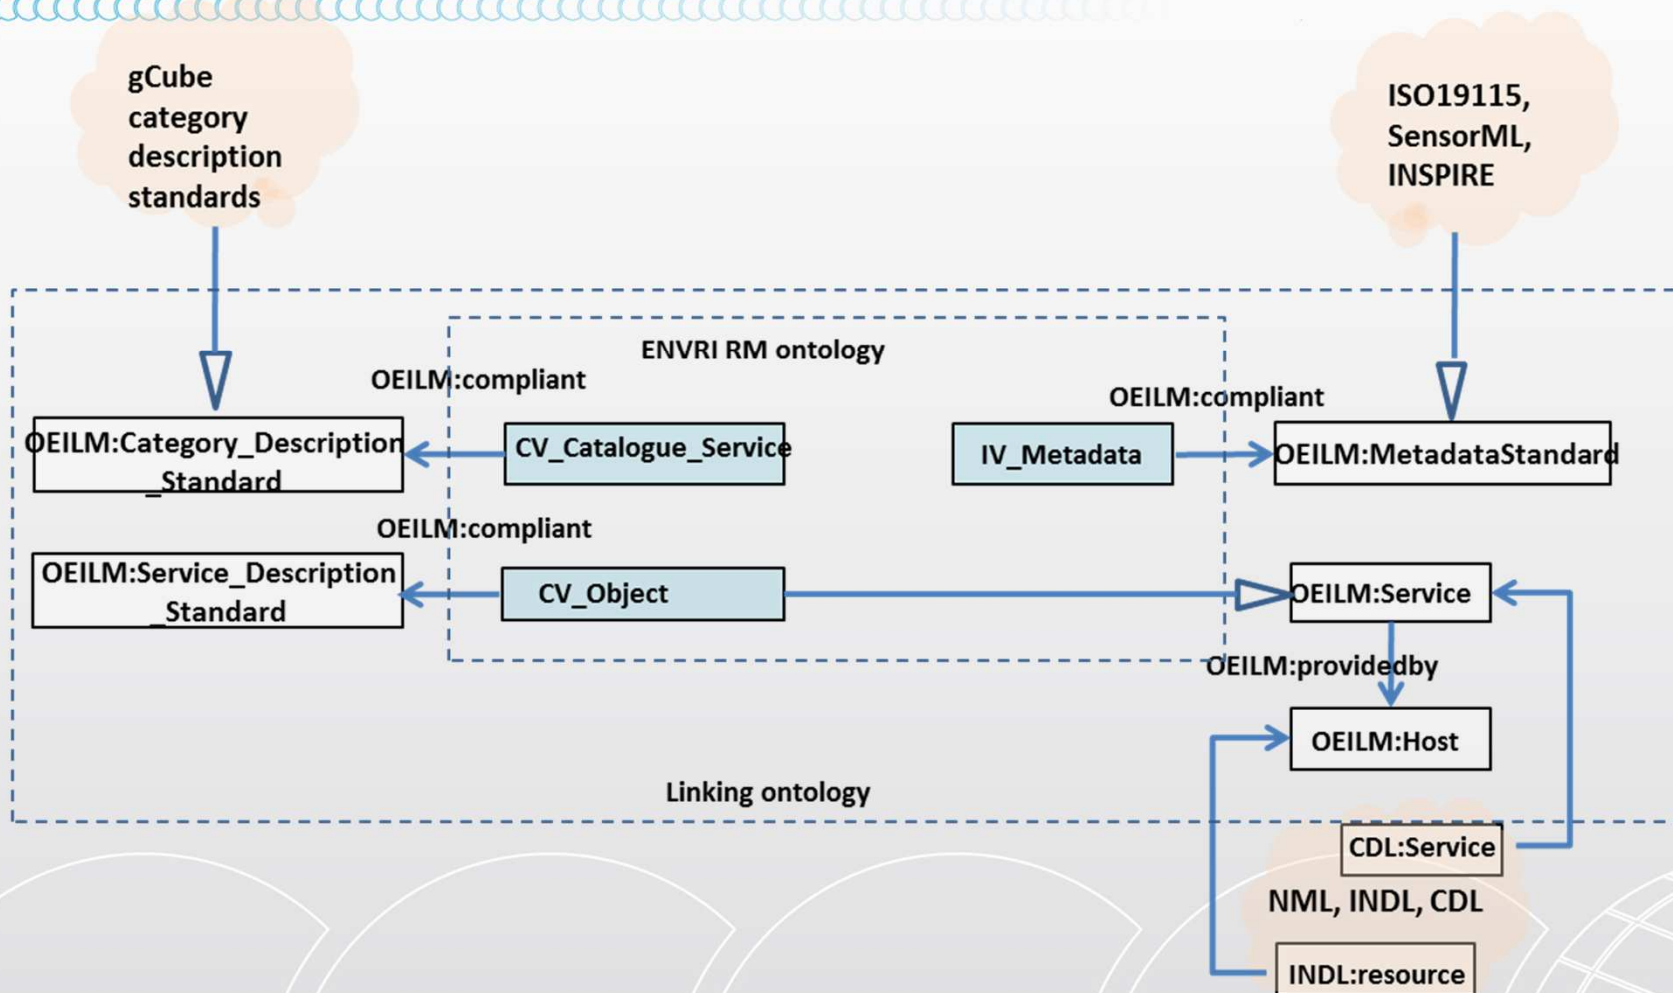 gCube
category
description
standards
ISO19115,
SensorML,
INSPIRE
ENVRI RM ontology
OEILM:compliant
OEILM:compliant
OEILM:Category_Description
_Standard
CV_Catalogue_Service
IV_Metadata
OEILM:MetadataStandard
OEILM:compliant
OEILM:Service_Description
_Standard
CV_Object
OEILM:Service
OEILM:providedby
OEILM:Host
Linking ontology
CDL:Service
NML, INDL, CDL
INDL:resource